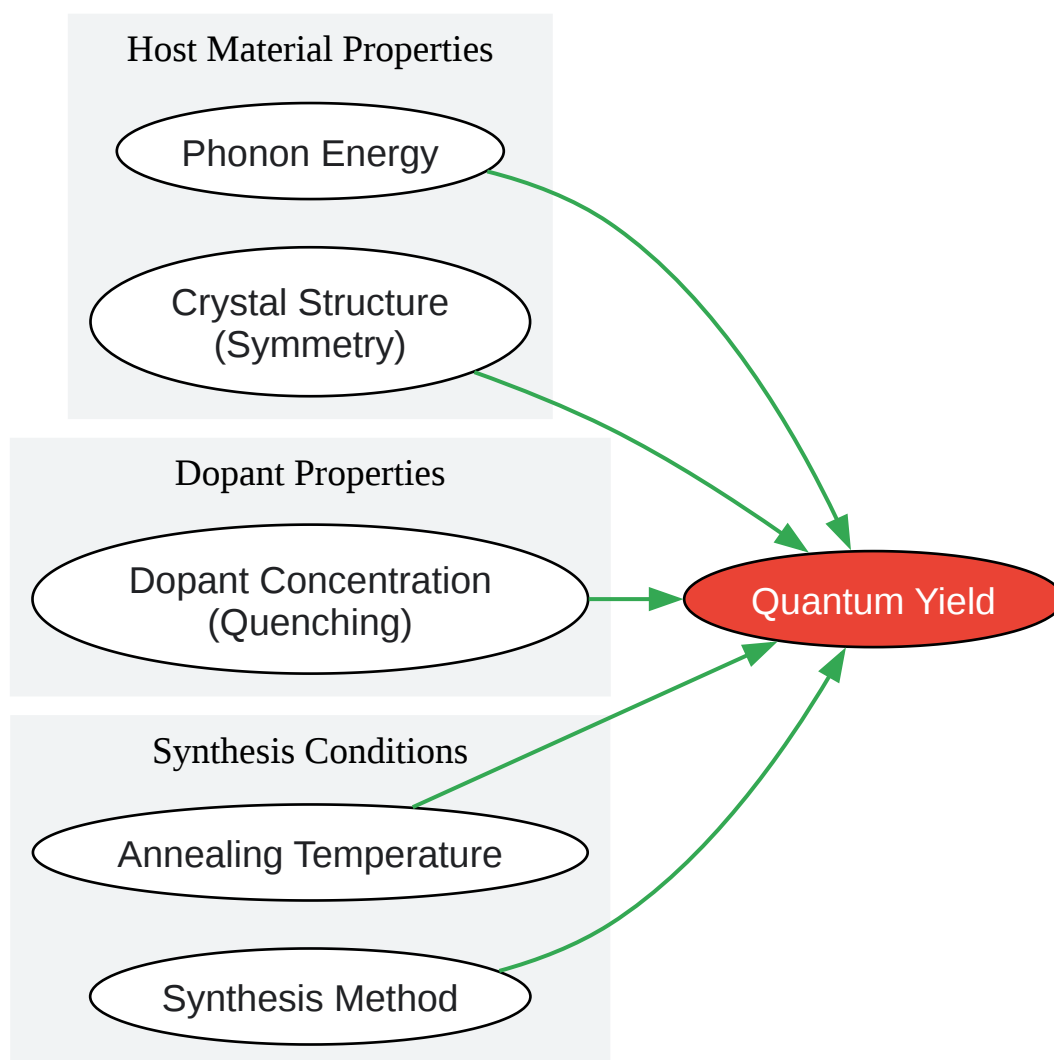 Host Material Properties
Phonon Energy
Crystal Structure
(Symmetry)
Dopant Properties
Dopant Concentration
(Quenching)
Quantum Yield
Synthesis Conditions
Annealing Temperature
Synthesis Method